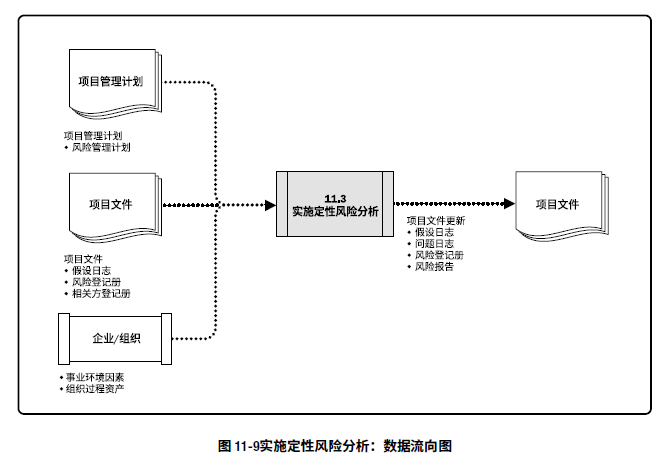 项目管理计划
项目管理计划
◆ 风险管理计划
项目文件
项目文件
◆ 假设日志
◆ 风险登记册
◆ 相关方登记册
企业/组织
◆ 事业环境因素
◆ 组织过程资产
11.3
实施定性风险分析
项目文件更新
◆ 假设日志
◆ 问题日志
◆ 风险登记册
◆ 风险报告
项目文件
图 11-9实施定性风险分析：数据流向图